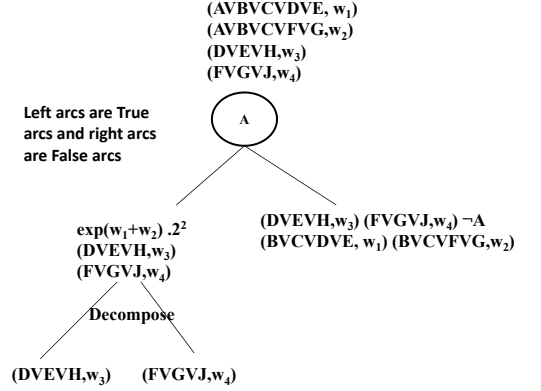 (AVBVCVDVE, w₁)
(AVBVCVFVG,w₂)
(DVEVH,w₃)
(FVGVJ,w₄)
A
Left arcs are True
arcs and right arcs
are False arcs
exp(w₁+w₂) .2²
(DVEVH,w₃)
(FVGVJ,w₄)
(DVEVH,w₃) (FVGVJ,w₄) ¬A
(BVCVDVE, w₁) (BVCVFVG,w₂)
Decompose
(DVEVH,w₃) (FVGVJ,w₄)